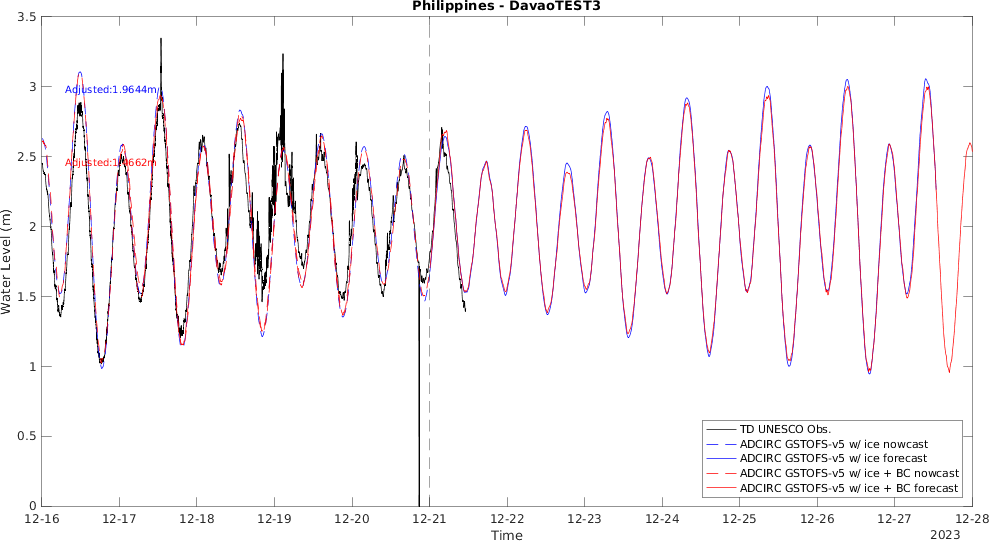 Philippines - DavaoTEST3
3.5
3
2.5
2
1.5
1
0.5
0
Water Level (m)
Adjusted:1.9644m
12-16
12-17
12-18
12-19
12-20
12-21
12-22
12-23
12-24
12-25
12-26
12-27
12-28
2023
Time
TD UNESCO Obs.
ADCIRC GSTOFS-v5 w/ ice nowcast
ADCIRC GSTOFS-v5 w/ ice forecast
ADCIRC GSTOFS-v5 w/ ice + BC nowcast
ADCIRC GSTOFS-v5 w/ ice + BC forecast